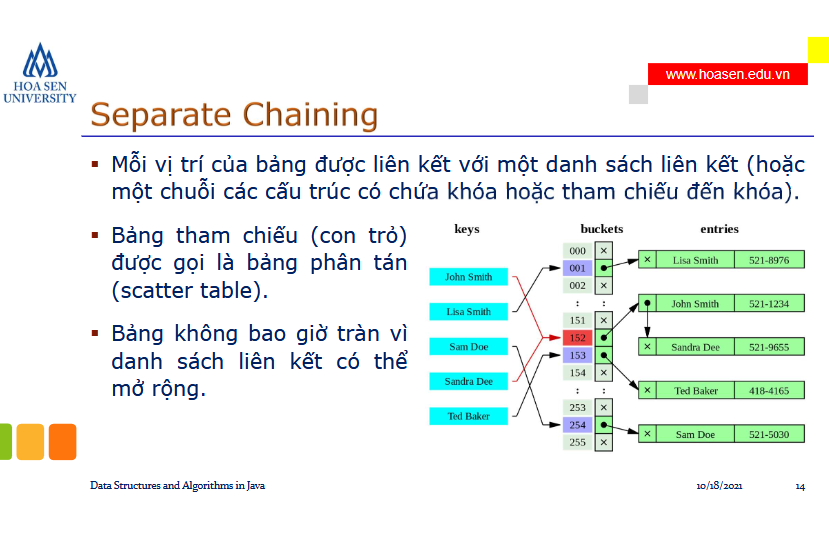 HOA SEN
UNIVERSITY
www.hoasen.edu.vn
Separate Chaining
Mỗi vị trí của bảng được liên kết với một danh sách liên kết (hoặc
một chuỗi các cấu trúc có chứa khóa hoặc tham chiếu đến khóa).
Bảng tham chiếu (con trỏ)
được gọi là bảng phân tán
(scatter table).
Bảng không bao giờ tràn vì
danh sách liên kết có thể
mở rộng.
keys
John Smith
Lisa Smith
Sam Doe
Sandra Dee
Ted Baker
buckets
000 ×
001
002 ×
: :
151 ×
152
153
154 ×
: :
253 ×
254
255 ×
entries
× Lisa Smith 521-8976
John Smith 521-1234
× Sandra Dee 521-9655
× Ted Baker 418-4165
× Sam Doe 521-5030
Data Structures and Algorithms in Java
10/18/2021
14